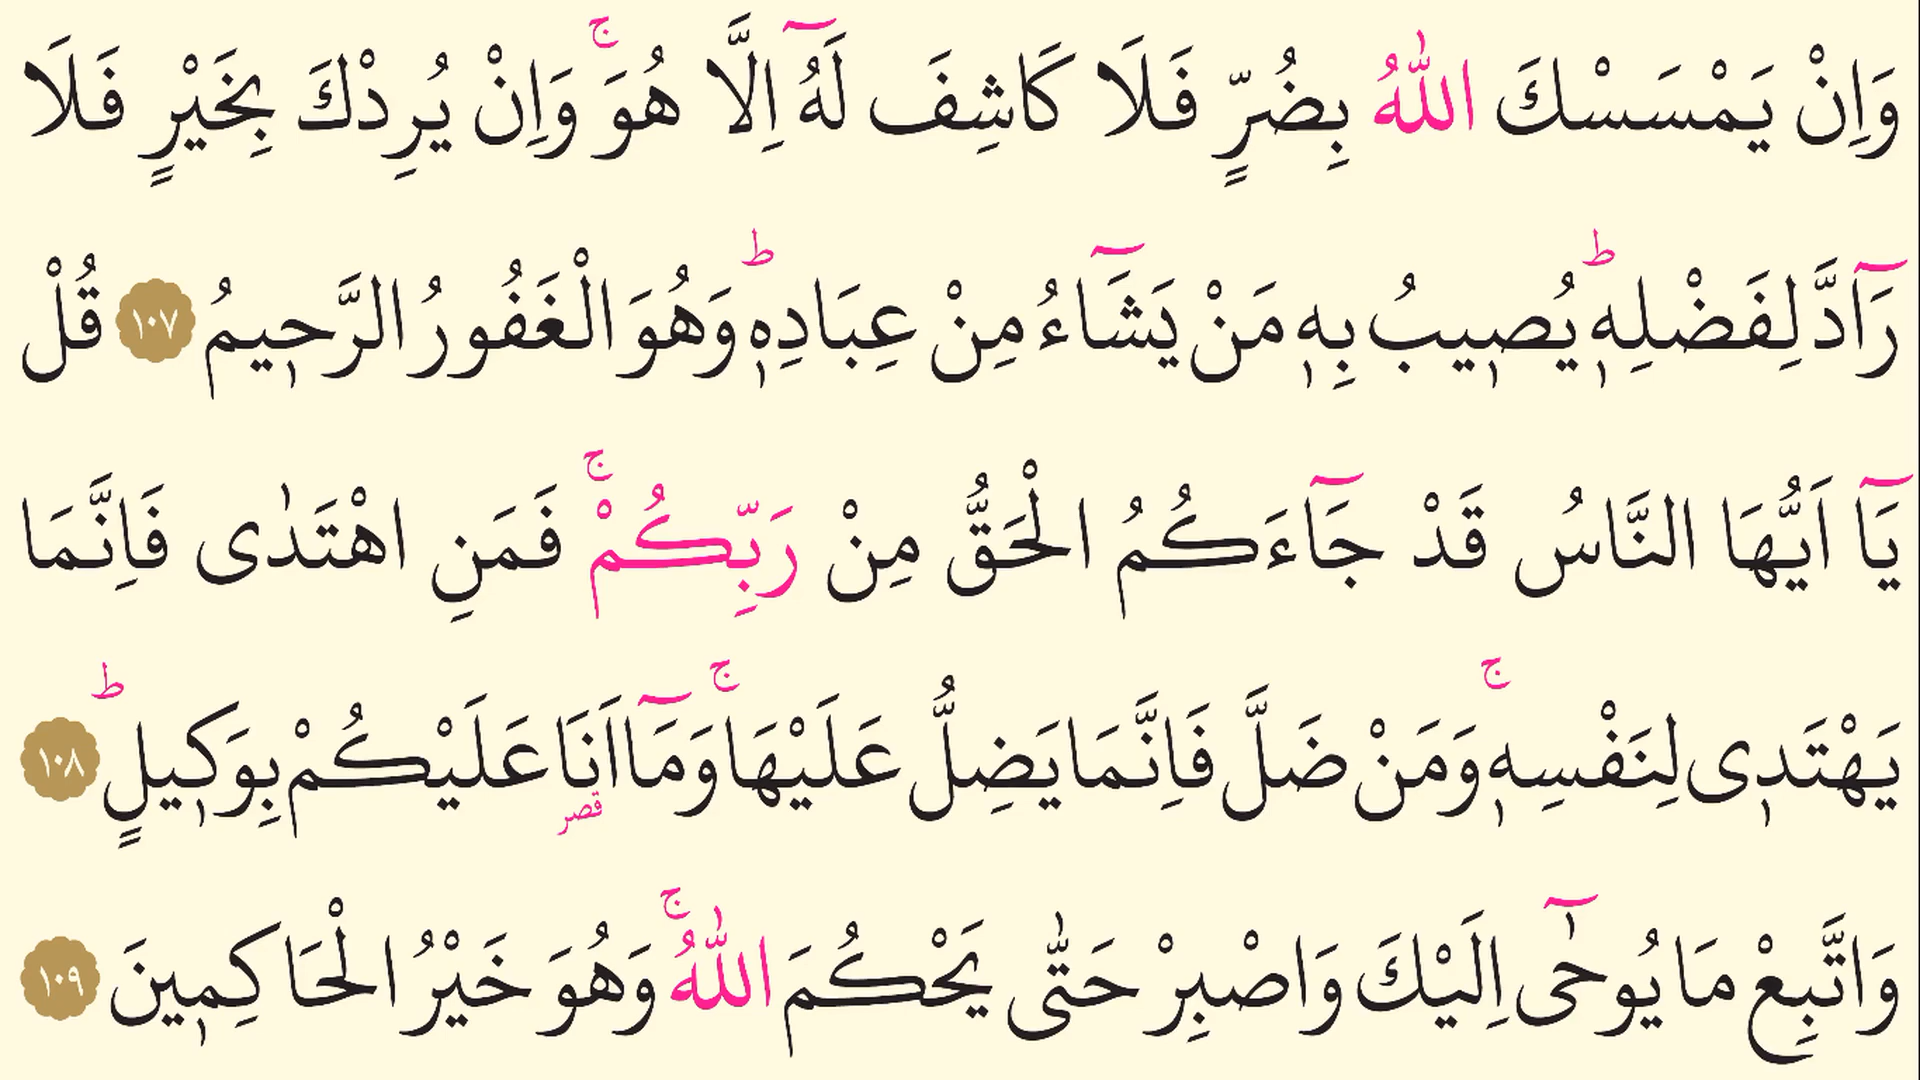 وَاِنْ يَمْسَسْكَ اللّٰهُ بِضُرٍّ فَلَا كَاشِفَ لَهُٓ اِلَّا هُوَۚ وَاِنْ يُرِدْكَ بِخَيْرٍ فَلَا
رَٓادَّ لِفَضْلِه۪ۜ يُص۪يبُ بِه۪ مَنْ يَشَٓاءُ مِنْ عِبَادِه۪ۜ وَهُوَ الْغَفُورُ الرَّح۪يمُ ﴿١٠٧﴾ قُلْ
يَٓا اَيُّهَا النَّاسُ قَدْ جَٓاءَكُمُ الْحَقُّ مِنْ رَبِّكُمْۚ فَمَنِ اهْتَدٰى فَاِنَّمَا
يَهْتَد۪ي لِنَفْسِه۪ۚ وَمَنْ ضَلَّ فَاِنَّمَا يَضِلُّ عَلَيْهَاۚ وَمَٓا اَنَا۬ عَلَيْكُمْ بِوَك۪يلٍۜ ﴿١٠٨﴾
قصر
وَاتَّبِعْ مَا يُوحٰٓى اِلَيْكَ وَاصْبِرْ حَتّٰى يَحْكُمَ اللّٰهُۚ وَهُوَ خَيْرُ الْحَاكِم۪ينَ ﴿١٠٩﴾